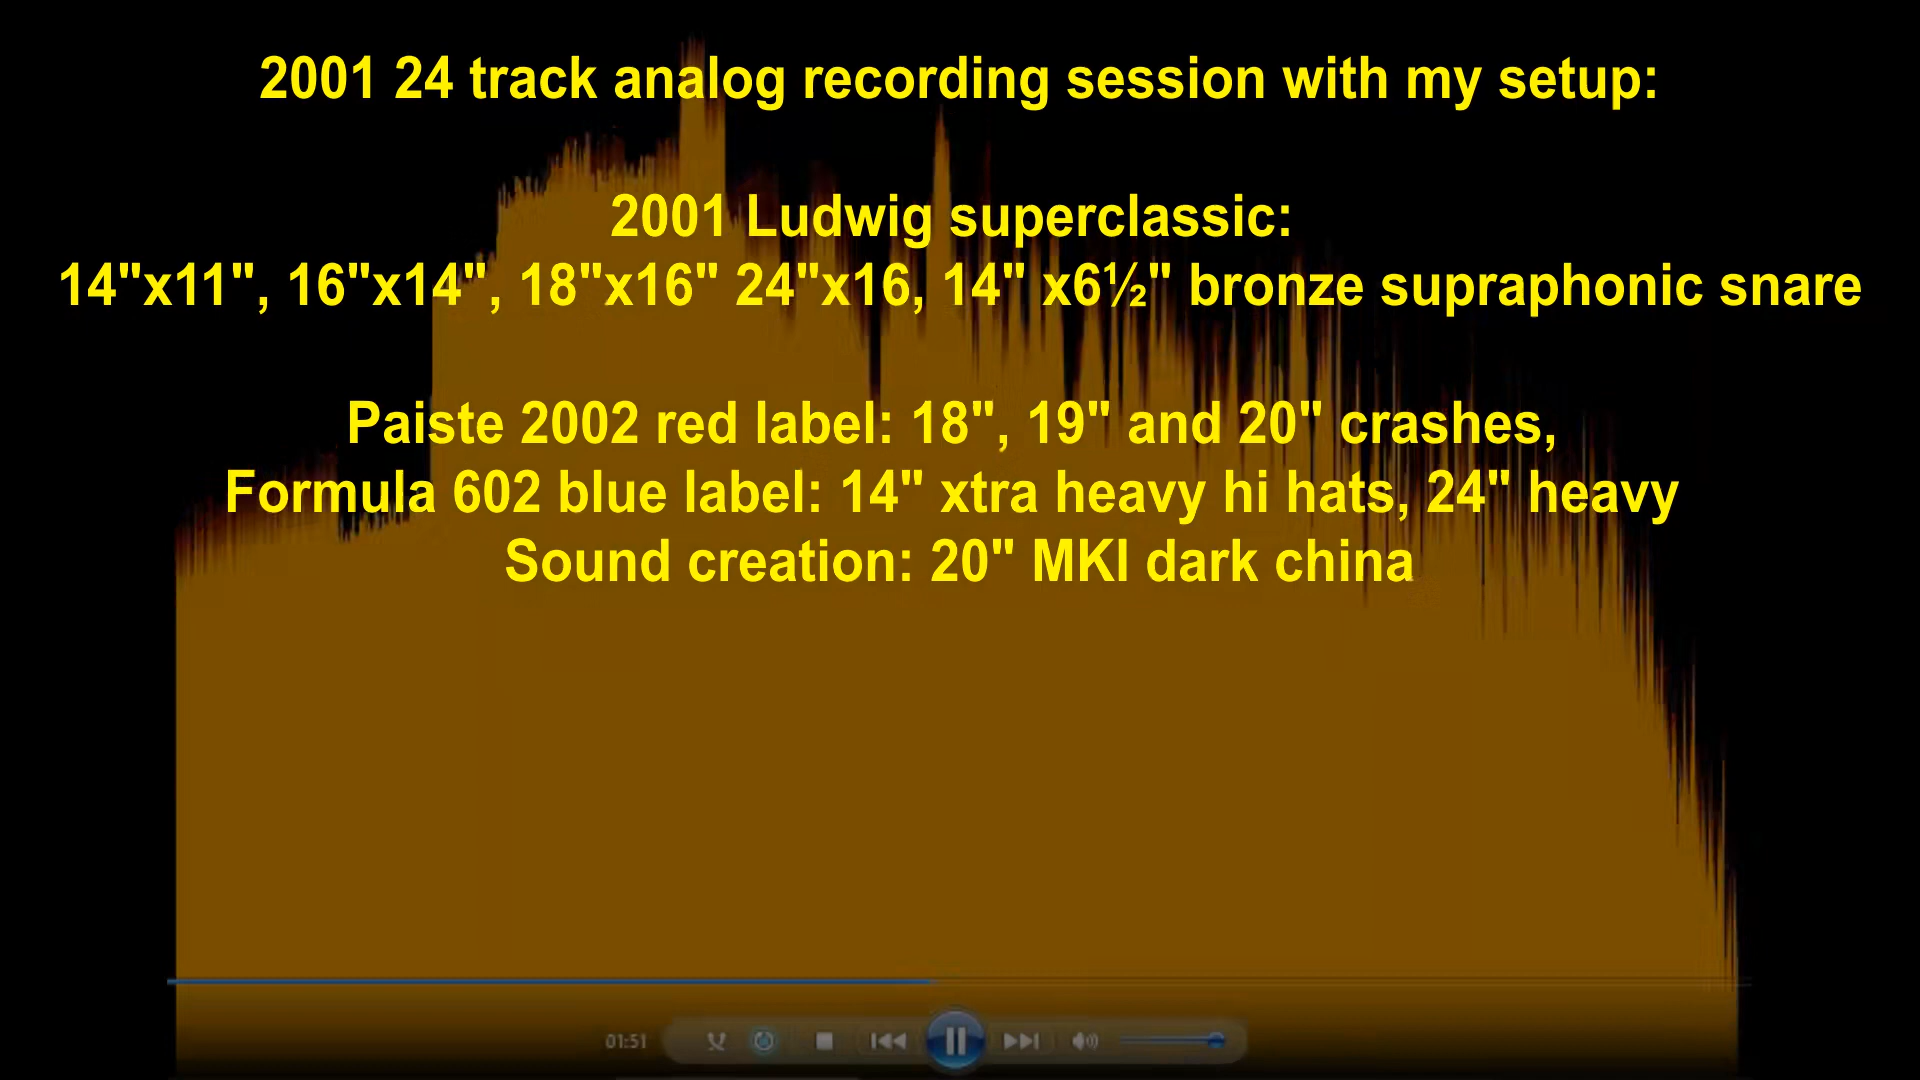 2001 24 track analog recording session with my setup:
2001 Ludwig superclassic:
14"x11", 16"x14", 18"x16" 24"x16, 14" x6½" bronze supraphonic snare
Paiste 2002 red label: 18", 19" and 20" crashes,
Formula 602 blue label: 14" xtra heavy hi hats, 24" heavy
Sound creation: 20" MKI dark china
01:51